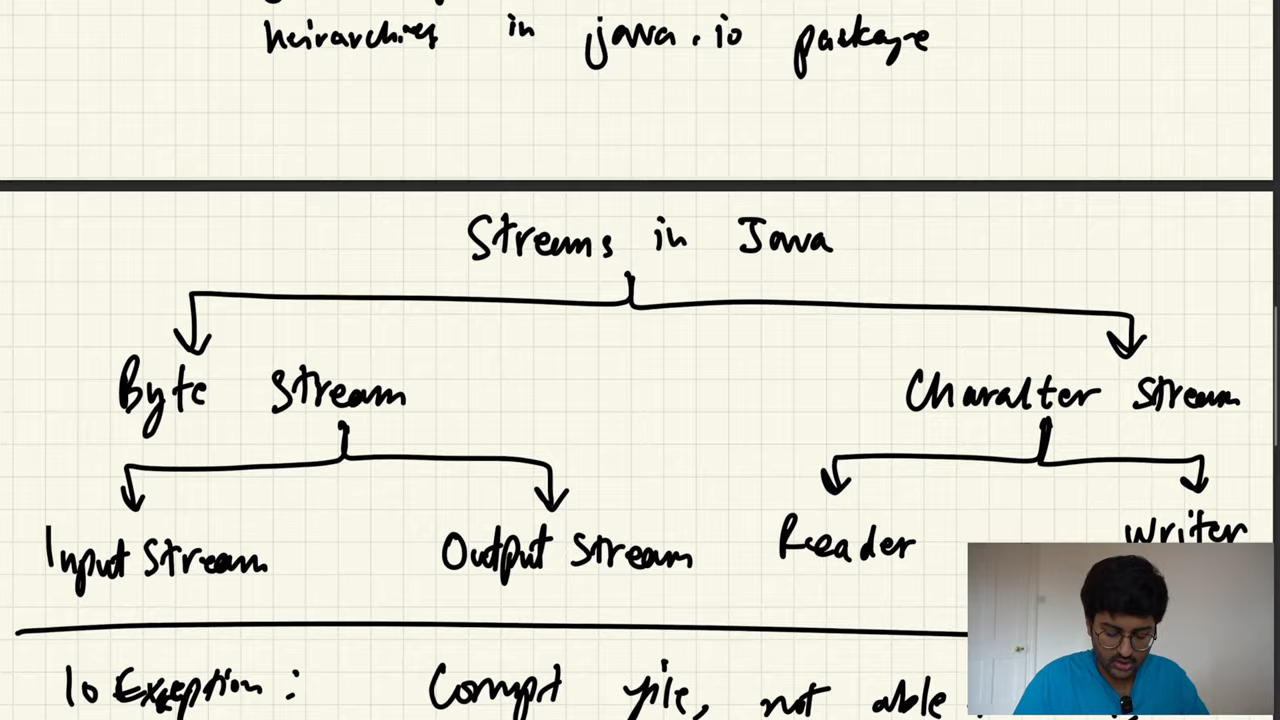 heirarchies in java.io package
Streams in Java
Byte Stream
Character Stream
Input Stream
Output Stream
Reader
Writer
Io Exception : Corrupt file, not able